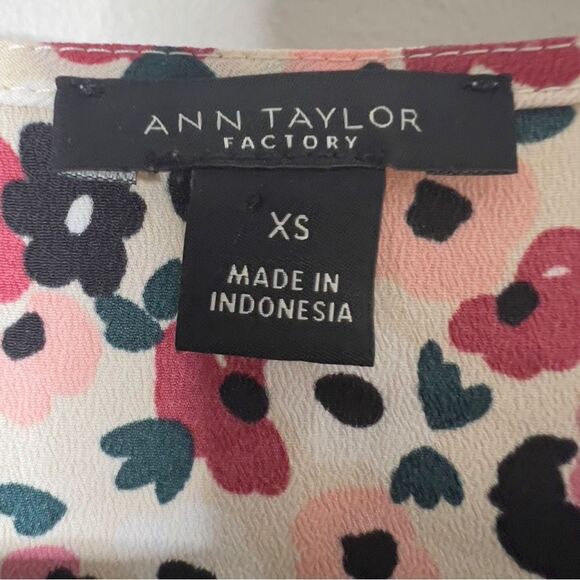 ANN TAYLOR
FACTORY
XS
MADE IN
INDONESIA